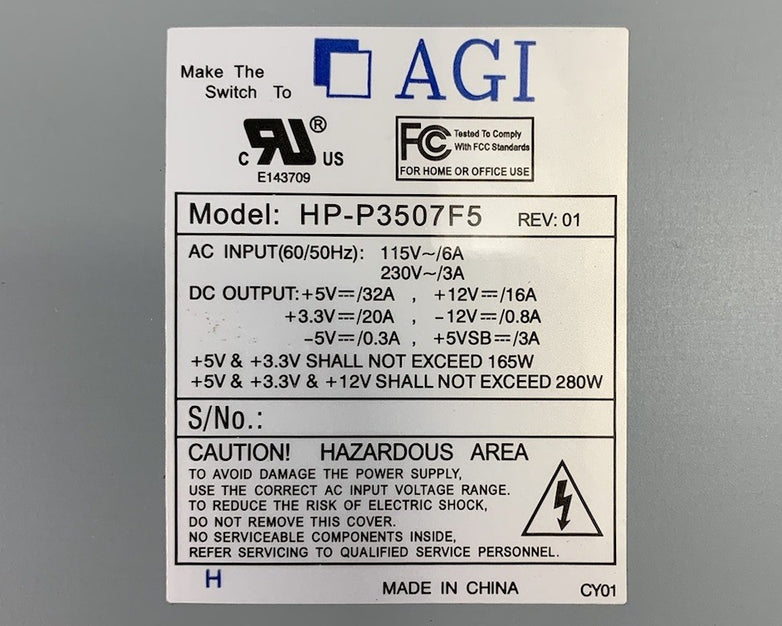 Make The
Switch To
AGI
C RU® US
E143709
FCC Tested To Comply
With FCC Standards
FOR HOME OR OFFICE USE
Model: HP-P3507F5 REV: 01
AC INPUT(60/50Hz): 115V~/6A
230V~/3A
DC OUTPUT:+5V⎓/32A , +12V⎓/16A
+3.3V⎓/20A , -12V⎓/0.8A
-5V⎓/0.3A , +5VSB⎓/3A
+5V & +3.3V SHALL NOT EXCEED 165W
+5V & +3.3V & +12V SHALL NOT EXCEED 280W
S/No.:
CAUTION! HAZARDOUS AREA
TO AVOID DAMAGE THE POWER SUPPLY,
USE THE CORRECT AC INPUT VOLTAGE RANGE.
TO REDUCE THE RISK OF ELECTRIC SHOCK,
DO NOT REMOVE THIS COVER.
NO SERVICEABLE COMPONENTS INSIDE,
REFER SERVICING TO QUALIFIED SERVICE PERSONNEL.
H
MADE IN CHINA
CY01